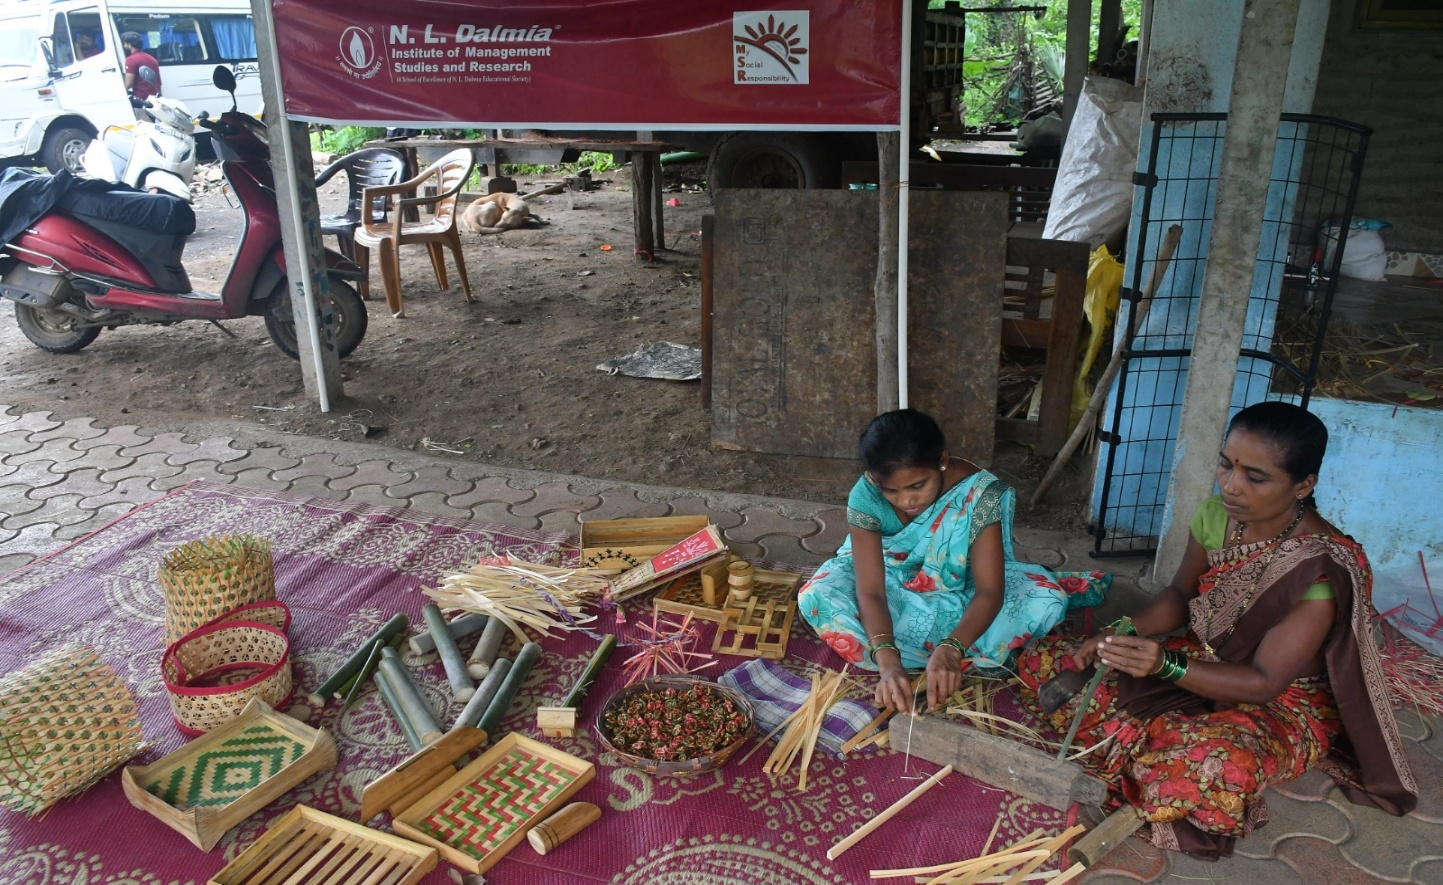 N. L. Dalmia®
Institute of Management
Studies and Research
(A School of Excellence of N. L. Dalmia Educational Society)
My
Social
Responsibility